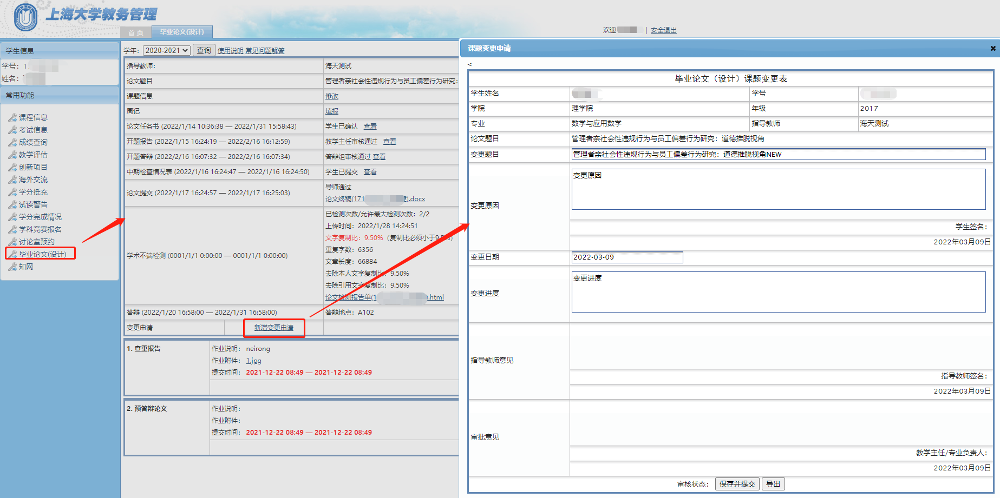 上海大学教务管理
首 页
毕业论文(设计)
欢迎
| 安全退出
学生信息
学号：1.
姓名：
常用功能
课程信息
考试信息
成绩查询
教学评估
创新项目
海外交流
学分抵充
试读警告
学分完成情况
学科竞赛报名
讨论室预约
毕业论文(设计)
知网
学年： 2020-2021 查询 使用说明 常见问题解答
指导教师: 海天测试
论文题目 管理者亲社会性违规行为与员工偏差行为研究:
课题信息 修改
周记 填报
论文任务书 (2022/1/14 10:36:38 — 2022/1/31 15:58:43) 学生已确认 查看
开题报告 (2022/1/15 16:24:19 — 2022/2/16 16:12:59) 教学主任审核通过 查看
开题答辩 (2022/2/16 16:07:32 — 2022/2/16 16:07:34) 答辩组审核通过 查看
中期检查情况表 (2022/1/16 16:24:47 — 2022/1/16 16:24:50) 学生已提交 查看
论文提交 (2022/1/17 16:24:57 — 2022/1/17 16:25:03) 导师通过
论文终稿(171 ).docx
学术不端检测 (0001/1/1 0:00:00 — 0001/1/1 0:00:00)
已检测次数/允许最大检测次数：2/2
上传时间：2022/1/28 14:24:51
文字复制比：9.50% (复制比必须小于9.5%)
重复字数：6356
文章长度：66884
去除本人文字复制比：9.50%
去除引用文字复制比：9.50%
论文检测报告单(1 ).html
答辩 (2022/1/20 16:58:00 — 2022/1/31 16:58:00) 答辩地点：A102
变更申请 新增变更申请
1. 查重报告
作业说明： neirong
作业附件： 1.jpg
提交时间： 2021-12-22 08:49 — 2021-12-22 08:49
2. 预答辩论文
作业说明：
作业附件：
提交时间： 2021-12-22 08:49 — 2021-12-22 08:49
课题变更申请
<
毕业论文（设计）课题变更表
学生姓名 学号
学院 理学院 年级 2017
专业 数学与应用数学 指导教师 海天测试
论文题目 管理者亲社会性违规行为与员工偏差行为研究：道德推脱视角
变更题目 管理者亲社会性违规行为与员工偏差行为研究：道德推脱视角NEW
变更原因 变更原因
学生签名：
2022年03月09日
变更日期 2022-03-09
变更进度 变更进度
指导教师意见
指导教师签名：
2022年03月09日
审批意见
教学主任/专业负责人：
2022年03月09日
审核状态： 保存并提交 导出